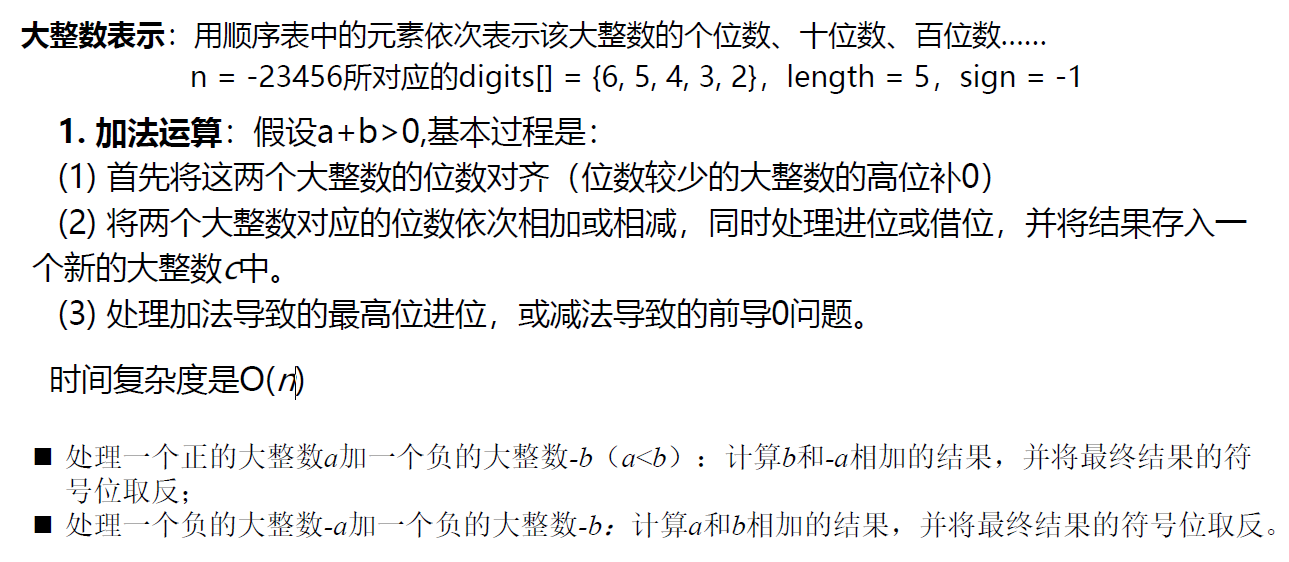 大整数表示：用顺序表中的元素依次表示该大整数的个位数、十位数、百位数……
n = -23456所对应的digits[] = {6, 5, 4, 3, 2}，length = 5，sign = -1
1. 加法运算：假设a+b>0,基本过程是：
(1) 首先将这两个大整数的位数对齐（位数较少的大整数的高位补0）
(2) 将两个大整数对应的位数依次相加或相减，同时处理进位或借位，并将结果存入一
个新的大整数c中。
(3) 处理加法导致的最高位进位，或减法导致的前导0问题。
时间复杂度是O(n)
■ 处理一个正的大整数a加一个负的大整数-b（a<b）：计算b和-a相加的结果，并将最终结果的符
号位取反；
■ 处理一个负的大整数-a加一个负的大整数-b：计算a和b相加的结果，并将最终结果的符号位取反。